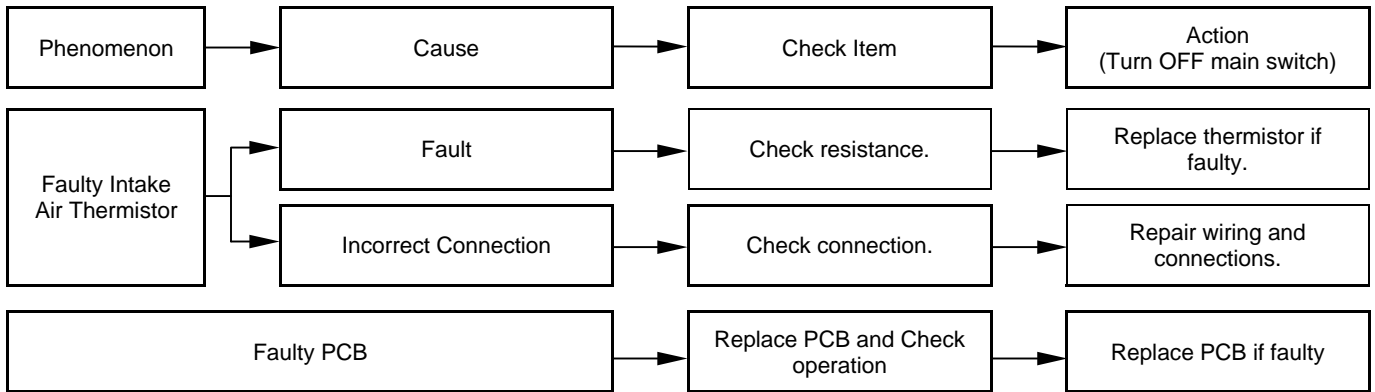 Phenomenon
Cause
Check Item
Action
(Turn OFF main switch)
Faulty Intake
Air Thermistor
Fault
Check resistance.
Replace thermistor if
faulty.
Incorrect Connection
Check connection.
Repair wiring and
connections.
Faulty PCB
Replace PCB and Check
operation
Replace PCB if faulty